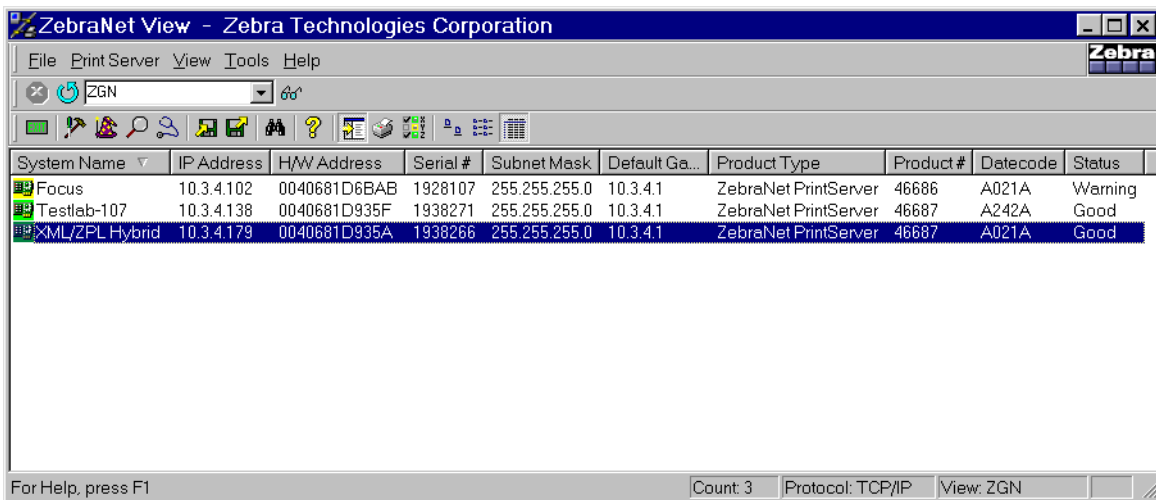 ZebraNet View - Zebra Technologies Corporation
File Print Server View Tools Help
Zebra
ZGN
System Name IP Address H/W Address Serial # Subnet Mask Default Ga... Product Type Product # Datecode Status
Focus 10.3.4.102 0040681D6BAB 1928107 255.255.255.0 10.3.4.1 ZebraNet PrintServer 46686 A021A Warning
Testlab-107 10.3.4.138 0040681D935F 1938271 255.255.255.0 10.3.4.1 ZebraNet PrintServer 46687 A242A Good
XML/ZPL Hybrid 10.3.4.179 0040681D935A 1938266 255.255.255.0 10.3.4.1 ZebraNet PrintServer 46687 A021A Good
For Help, press F1 Count: 3 Protocol: TCP/IP View: ZGN